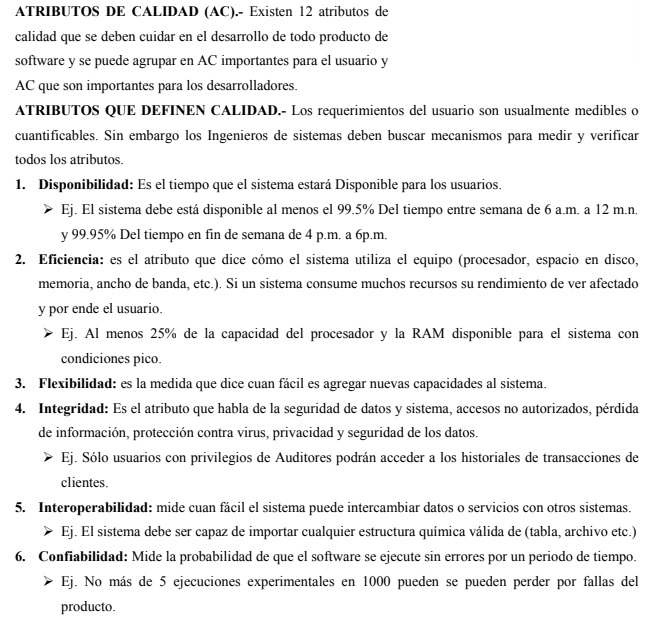 ATRIBUTOS DE CALIDAD (AC).- Existen 12 atributos de
calidad que se deben cuidar en el desarrollo de todo producto de
software y se puede agrupar en AC importantes para el usuario y
AC que son importantes para los desarrolladores.
ATRIBUTOS QUE DEFINEN CALIDAD.- Los requerimientos del usuario son usualmente medibles o
cuantificables. Sin embargo los Ingenieros de sistemas deben buscar mecanismos para medir y verificar
todos los atributos.
1. Disponibilidad: Es el tiempo que el sistema estará Disponible para los usuarios.
➢ Ej. El sistema debe está disponible al menos el 99.5% Del tiempo entre semana de 6 a.m. a 12 m.n.
y 99.95% Del tiempo en fin de semana de 4 p.m. a 6p.m.
2. Eficiencia: es el atributo que dice cómo el sistema utiliza el equipo (procesador, espacio en disco,
memoria, ancho de banda, etc.). Si un sistema consume muchos recursos su rendimiento de ver afectado
y por ende el usuario.
➢ Ej. Al menos 25% de la capacidad del procesador y la RAM disponible para el sistema con
condiciones pico.
3. Flexibilidad: es la medida que dice cuan fácil es agregar nuevas capacidades al sistema.
4. Integridad: Es el atributo que habla de la seguridad de datos y sistema, accesos no autorizados, pérdida
de información, protección contra virus, privacidad y seguridad de los datos.
➢ Ej. Sólo usuarios con privilegios de Auditores podrán acceder a los historiales de transacciones de
clientes.
5. Interoperabilidad: mide cuan fácil el sistema puede intercambiar datos o servicios con otros sistemas.
➢ Ej. El sistema debe ser capaz de importar cualquier estructura química válida de (tabla, archivo etc.)
6. Confiabilidad: Mide la probabilidad de que el software se ejecute sin errores por un periodo de tiempo.
➢ Ej. No más de 5 ejecuciones experimentales en 1000 pueden se pueden perder por fallas del
producto.